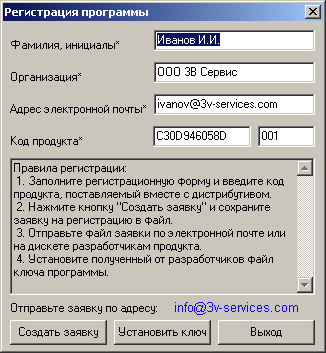 Регистрация программы
Фамилия, инициалы* Иванов И.И.
Организация* ООО 3В Сервис
Адрес электронной почты* ivanov@3v-services.com
Код продукта* C30D946058D 001
Правила регистрации:
1. Заполните регистрационную форму и введите код
продукта, поставляемый вместе с дистрибутивом.
2. Нажмите кнопку "Создать заявку" и сохраните
заявку на регистрацию в файл.
3. Отправьте файл заявки по электронной почте или
на дискете разработчикам продукта.
4. Установите полученный от разработчиков файл
ключа программы.
Отправьте заявку по адресу: info@3v-services.com
Создать заявку Установить ключ Выход